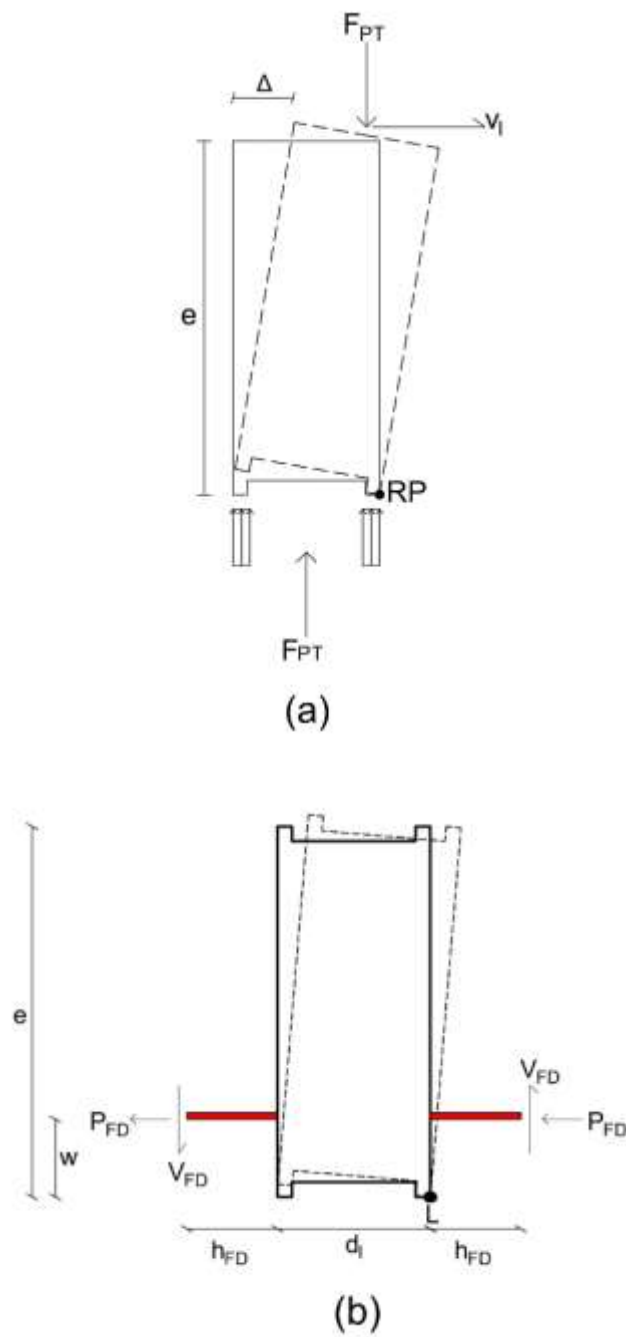 F_PT
Δ
v_l
e
RP
F_PT
(a)
e
V_FD
P_FD
P_FD
w
V_FD
L
h_FD
d_l
h_FD
(b)